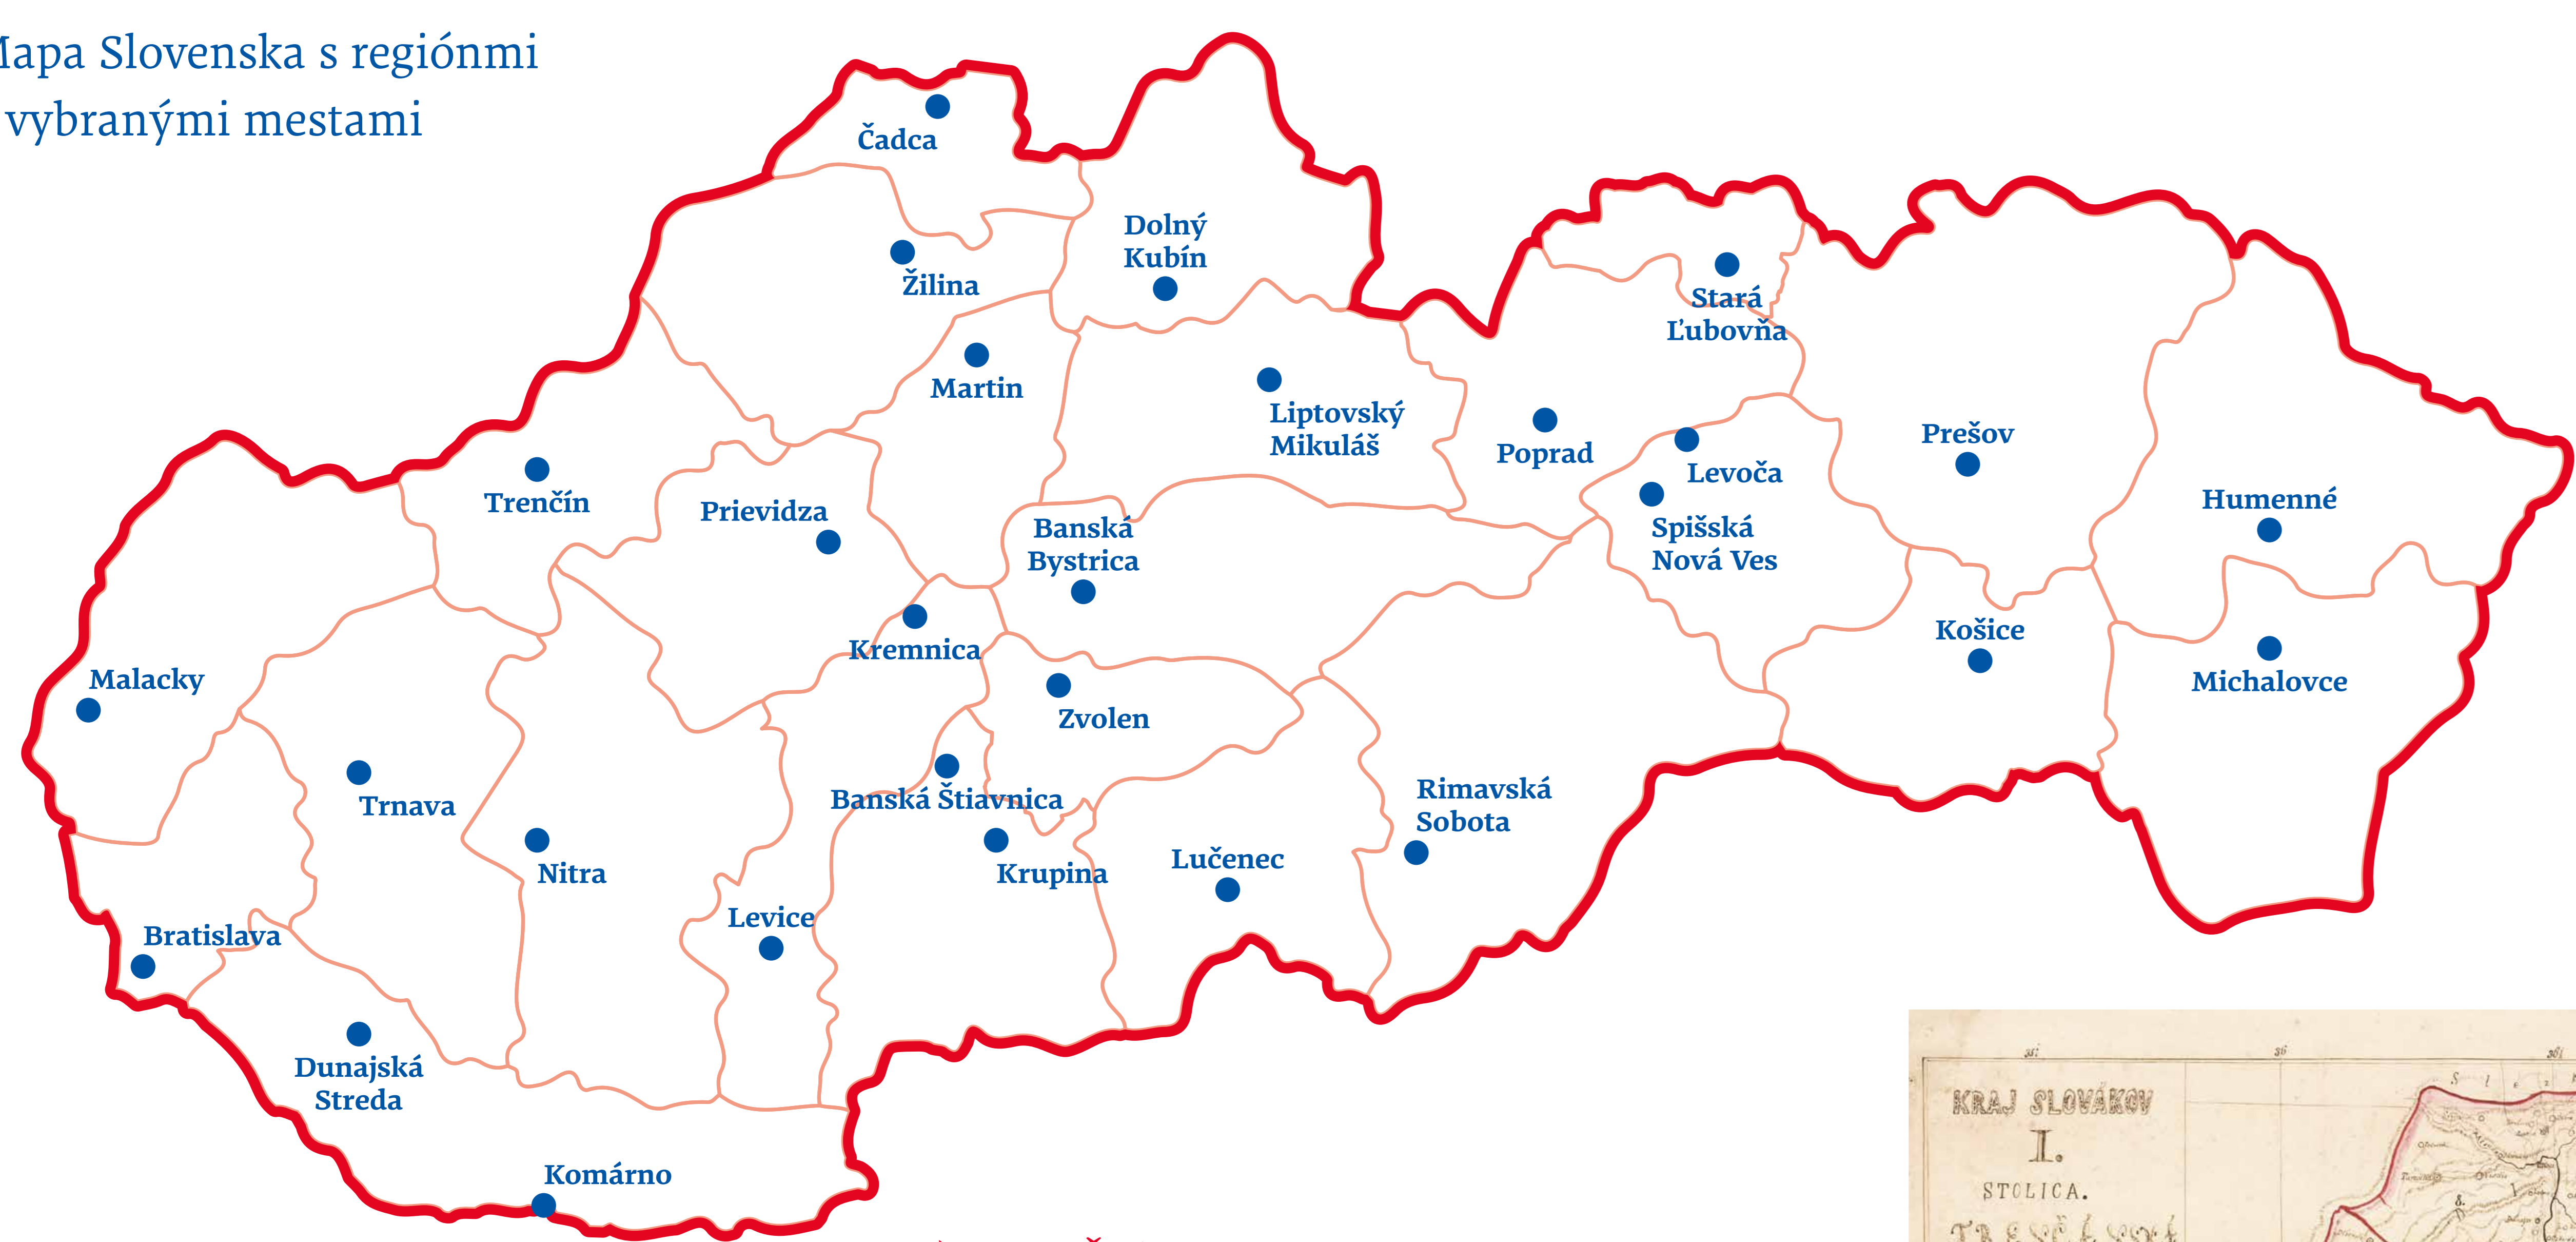 Mapa Slovenska s regiónmi
vybranými mestami
Čadca
Dolný
Kubín
Žilina
Stará
Ľubovňa
Martin
Liptovský
Mikuláš
Poprad
Prešov
Levoča
Trenčín
Prievidza
Humenné
Banská
Bystrica
Spišská
Nová Ves
Kremnica
Košice
Malacky
Michalovce
Zvolen
Trnava
Banská Štiavnica
Rimavská
Sobota
Nitra
Krupina
Lučenec
Levice
Bratislava
Dunajská
Streda
Komárno
36
KRAJ SLOVÁKOV
I.
STOLICA.